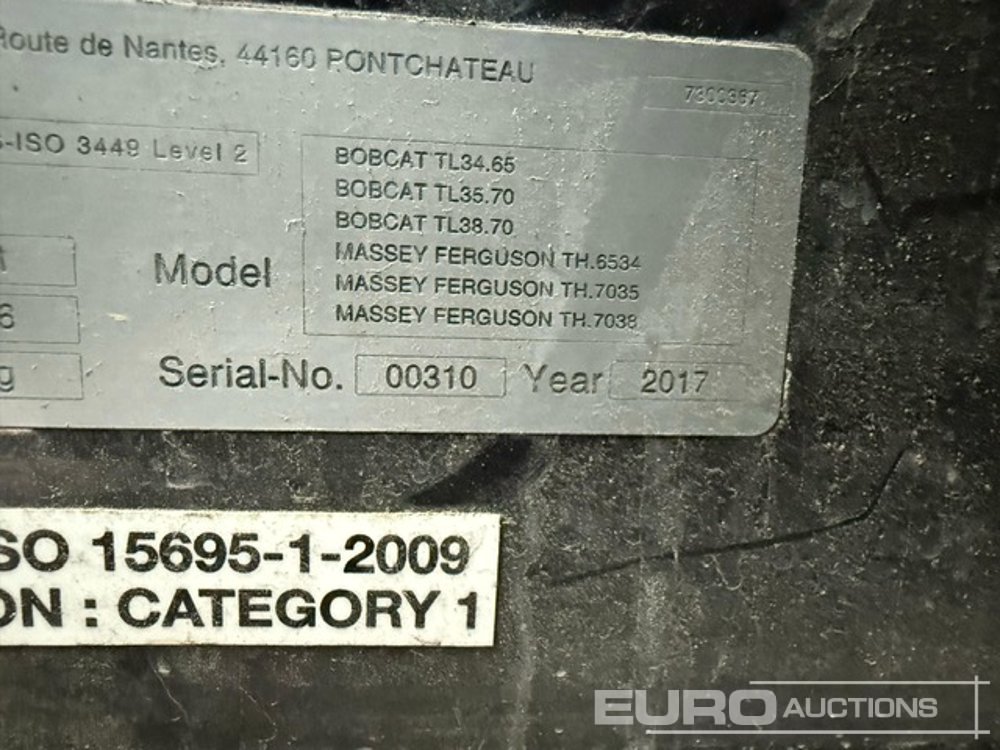 Route de Nantes, 44160 PONTCHATEAU
7300367
-ISO 3449 Level 2
BOBCAT TL34.65
BOBCAT TL35.70
BOBCAT TL38.70
MASSEY FERGUSON TH.6534
MASSEY FERGUSON TH.7035
MASSEY FERGUSON TH.7038
Model
6
g
Serial-No. 00310 Year 2017
SO 15695-1-2009
ON : CATEGORY 1
EURO AUCTIONS